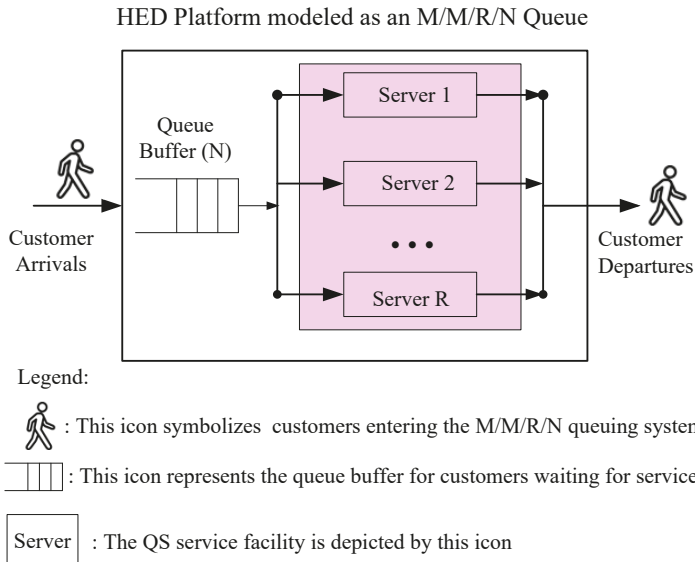 HED Platform modeled as an M/M/R/N Queue
Queue
Buffer (N)
Server 1
Server 2
Server R
Customer
Arrivals
Customer
Departures
Legend:
: This icon symbolizes customers entering the M/M/R/N queuing system
: This icon represents the queue buffer for customers waiting for service
Server
: The QS service facility is depicted by this icon